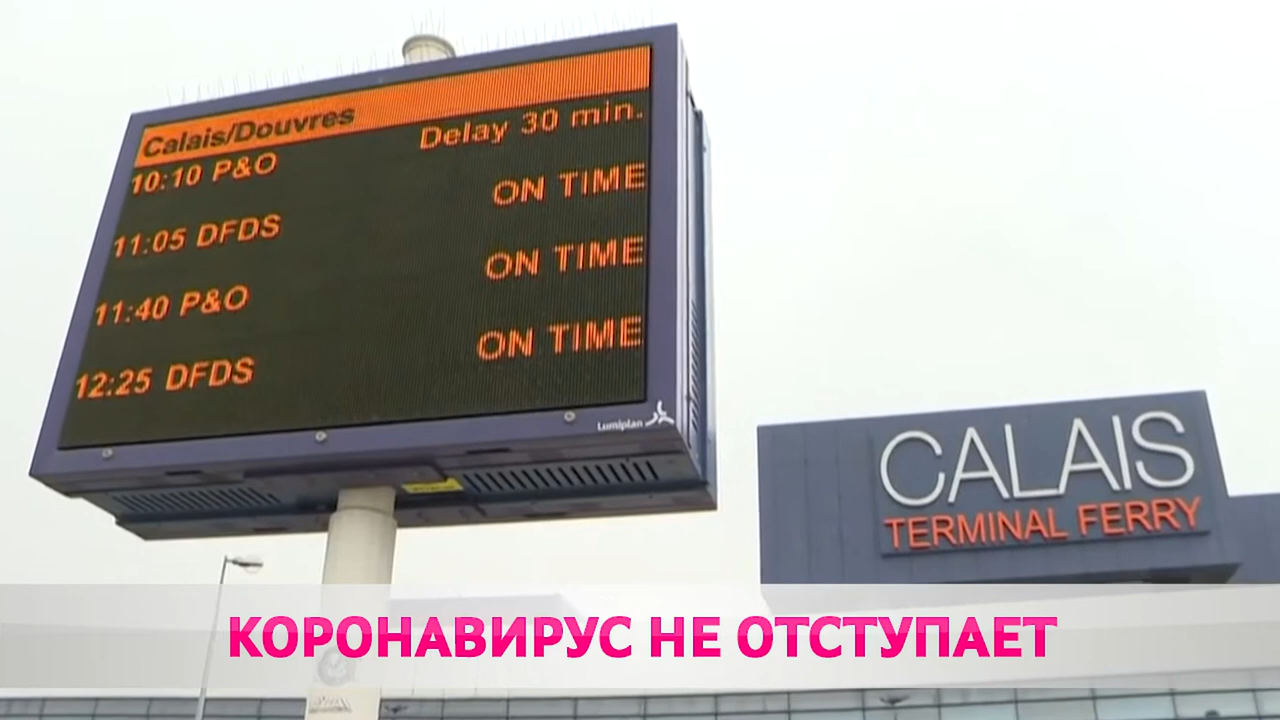 Calais/Douvres
10:10 P&O Delay 30 min.
11:05 DFDS ON TIME
11:40 P&O ON TIME
12:25 DFDS ON TIME
Lumiplan
CALAIS
TERMINAL FERRY
КОРОНАВИРУС НЕ ОТСТУПАЕТ